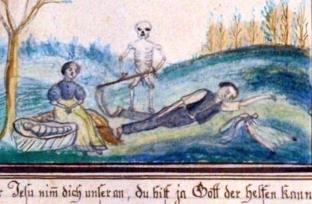 Jesu nim̅ dich unser an, du bist ja Gott der helfen kann